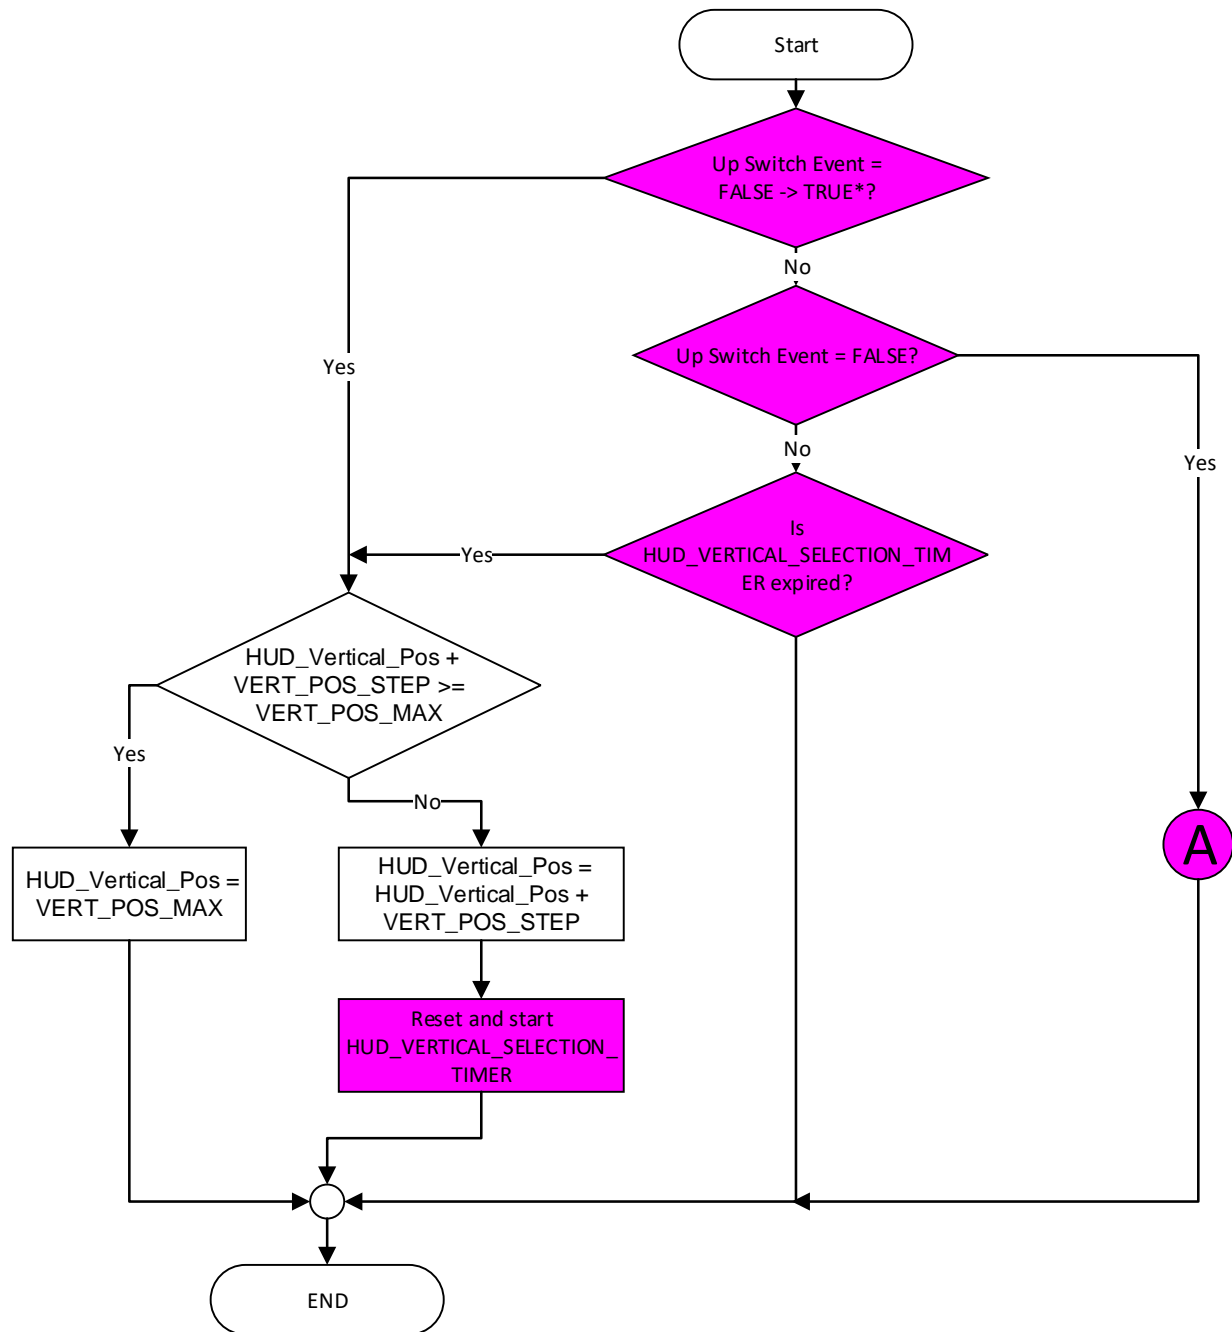 Start
Up Switch Event =
FALSE -> TRUE*?
No
Up Switch Event = FALSE?
Yes
No
Yes
Is
HUD_VERTICAL_SELECTION_TIM
ER expired?
Yes
HUD_Vertical_Pos +
VERT_POS_STEP >=
VERT_POS_MAX
Yes
No
HUD_Vertical_Pos =
VERT_POS_MAX
HUD_Vertical_Pos =
HUD_Vertical_Pos +
VERT_POS_STEP
A
Reset and start
HUD_VERTICAL_SELECTION_
TIMER
END